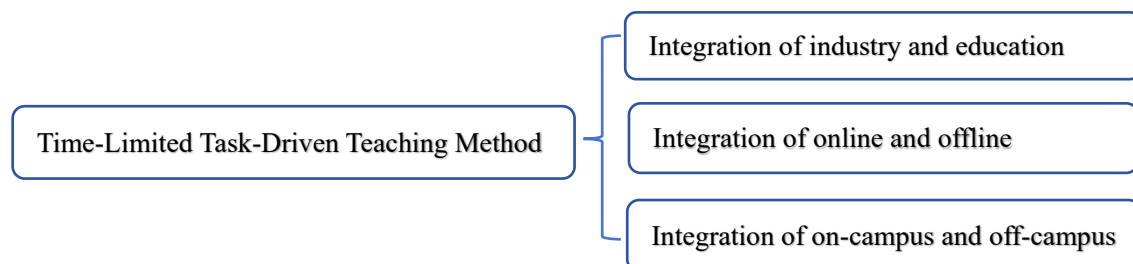 Integration of industry and education
Time-Limited Task-Driven Teaching Method
Integration of online and offline
Integration of on-campus and off-campus